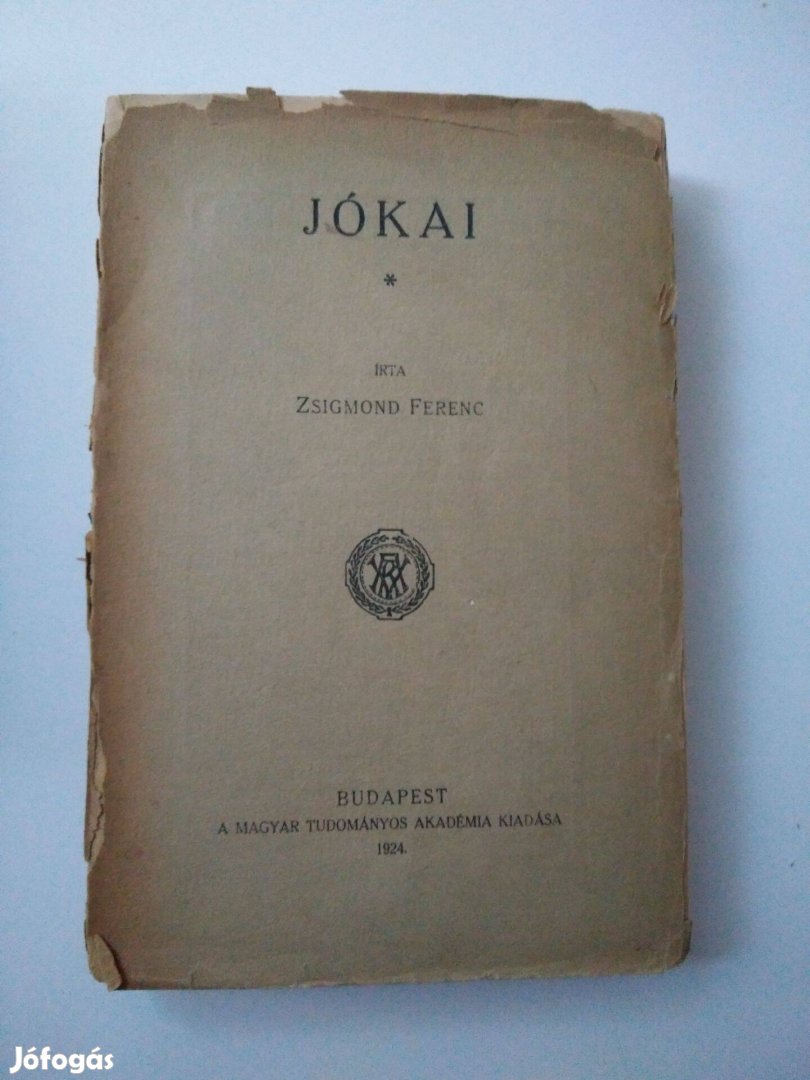 JÓKAI
*
ÍRTA
ZSIGMOND FERENC
BUDAPEST
A MAGYAR TUDOMÁNYOS AKADÉMIA KIADÁSA
1924.
Jófogás